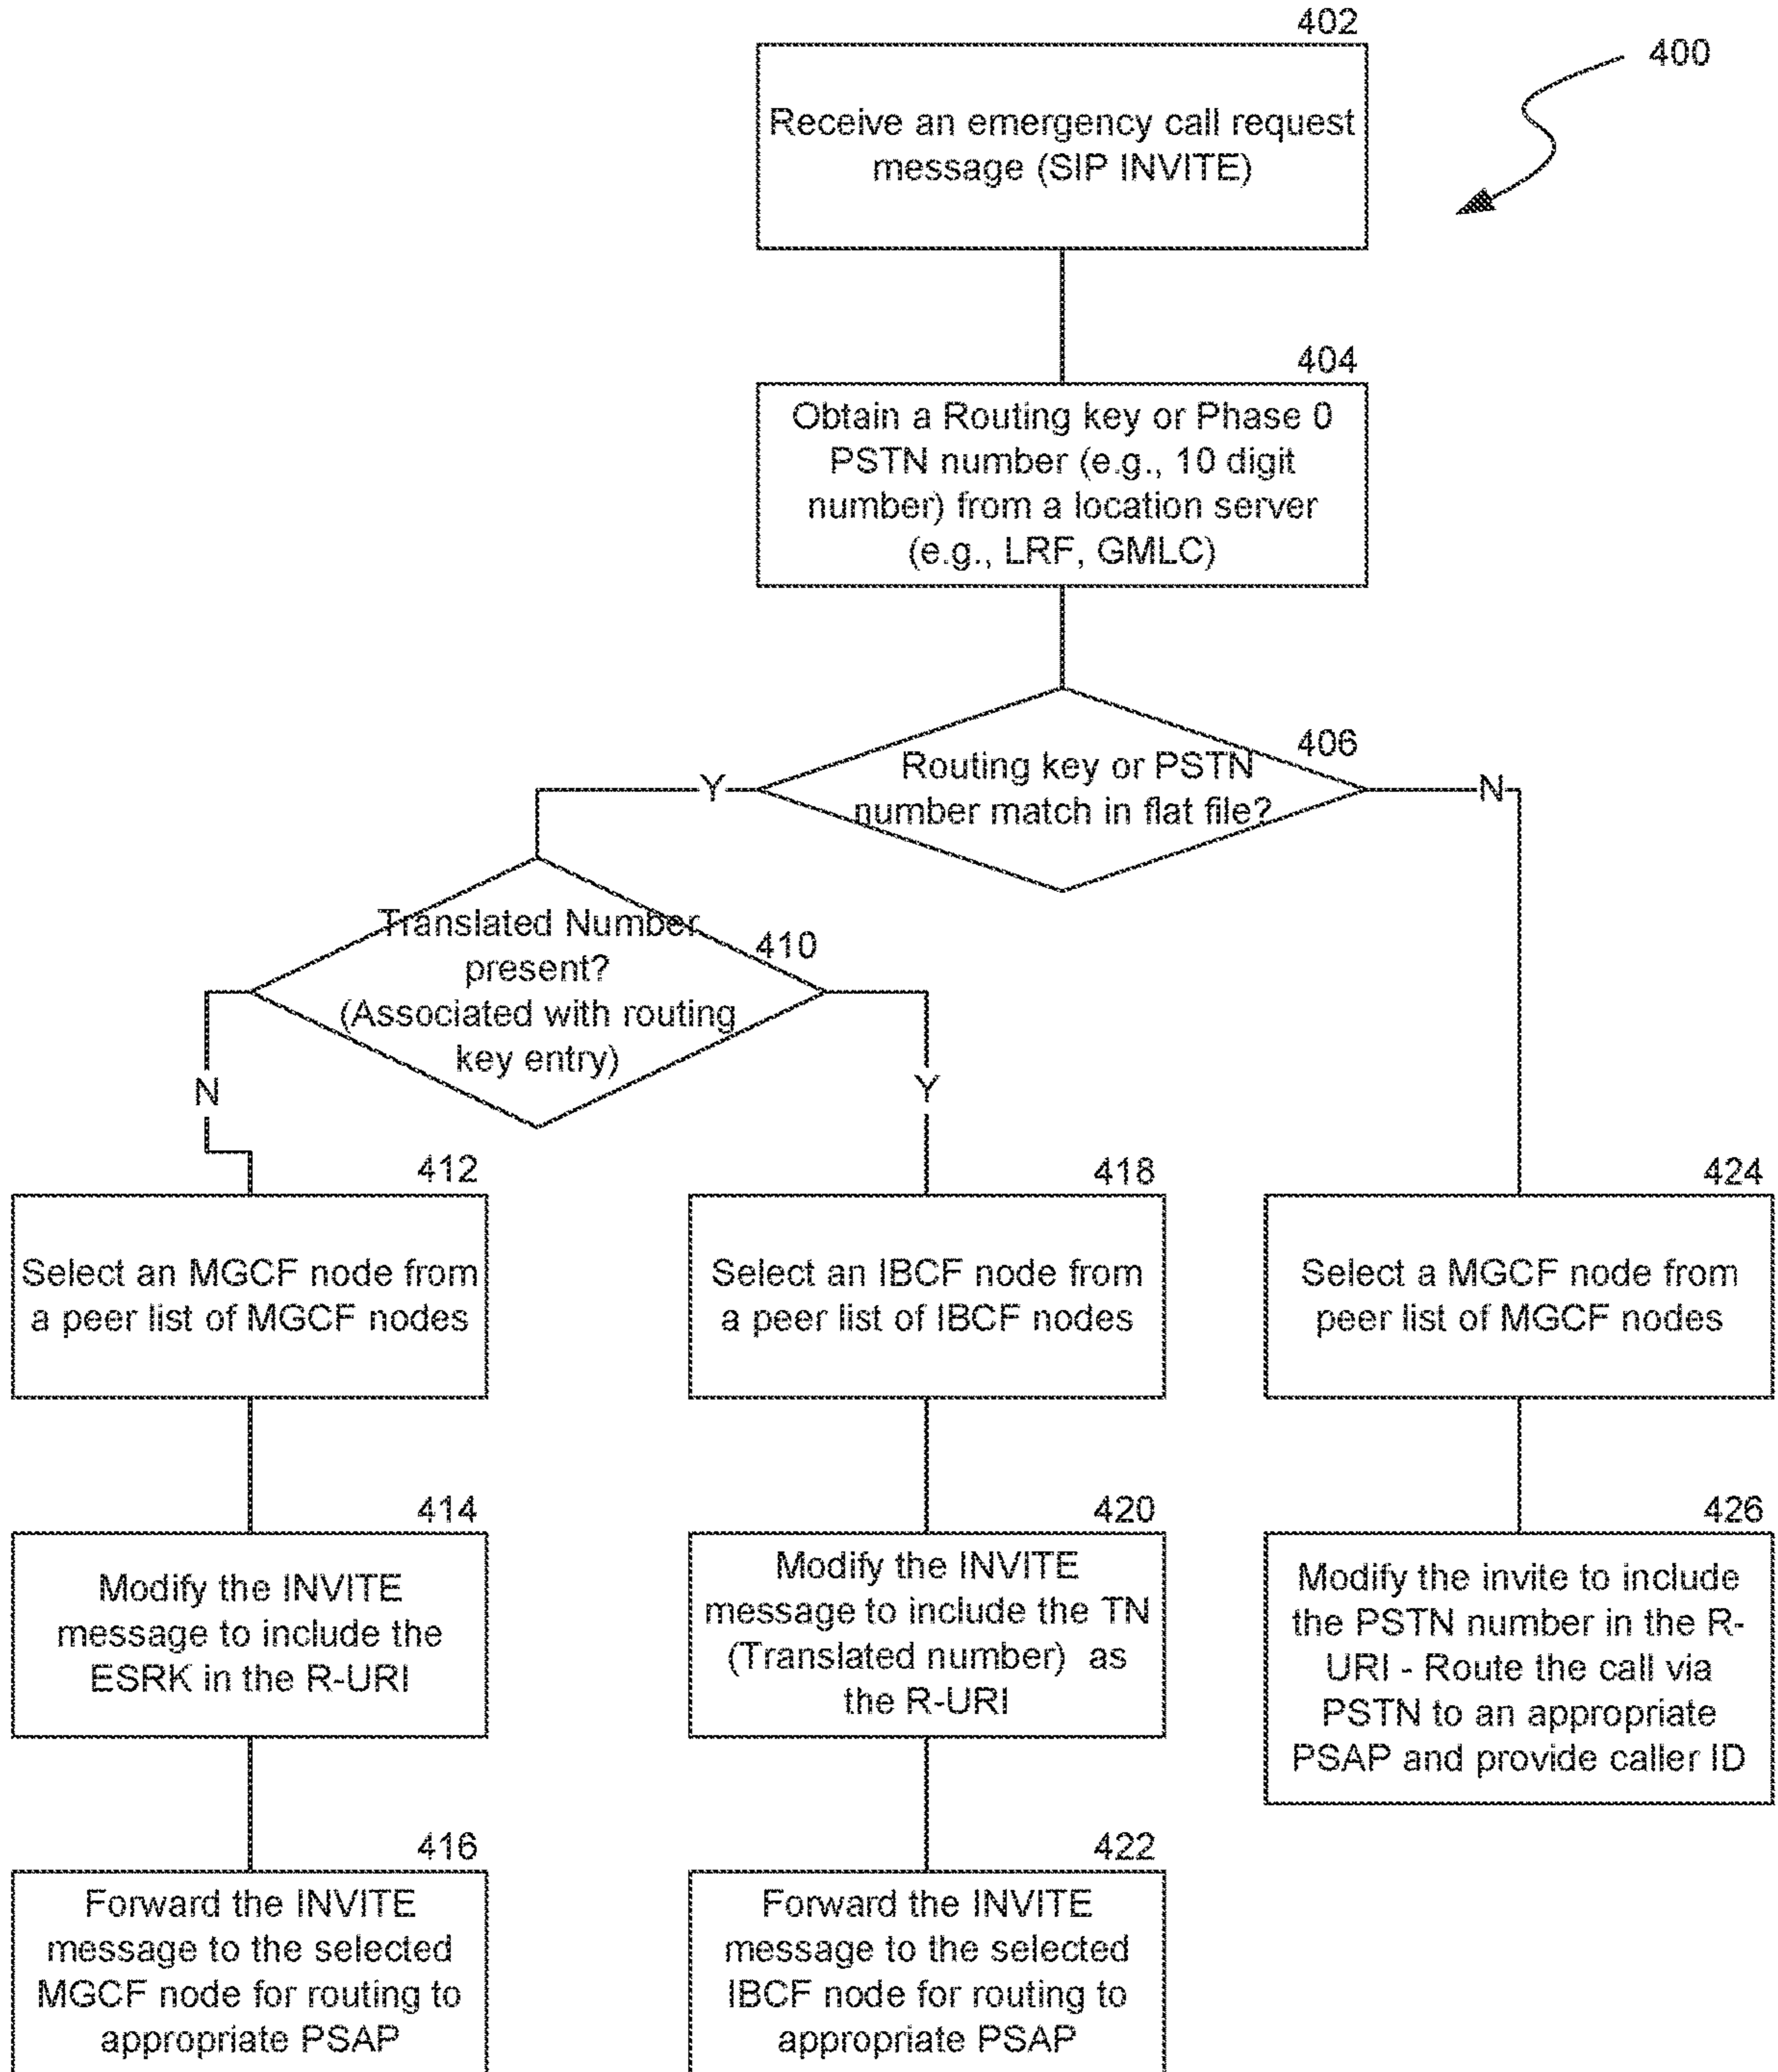 402
400
Receive an emergency call request
message (SIP INVITE)
404
Obtain a Routing key or Phase 0
PSTN number (e.g., 10 digit
number) from a location server
(e.g., LRF, GMLC)
406
Routing key or PSTN
number match in flat file?
Y
N
Translated Number
present?
(Associated with routing
key entry)
410
N
Y
412
Select an MGCF node from
a peer list of MGCF nodes
418
Select an IBCF node from
a peer list of IBCF nodes
424
Select a MGCF node from
peer list of MGCF nodes
414
Modify the INVITE
message to include the
ESRK in the R-URI
420
Modify the INVITE
message to include the TN
(Translated number) as
the R-URI
426
Modify the invite to include
the PSTN number in the R-
URI - Route the call via
PSTN to an appropriate
PSAP and provide caller ID
416
Forward the INVITE
message to the selected
MGCF node for routing to
appropriate PSAP
422
Forward the INVITE
message to the selected
IBCF node for routing to
appropriate PSAP